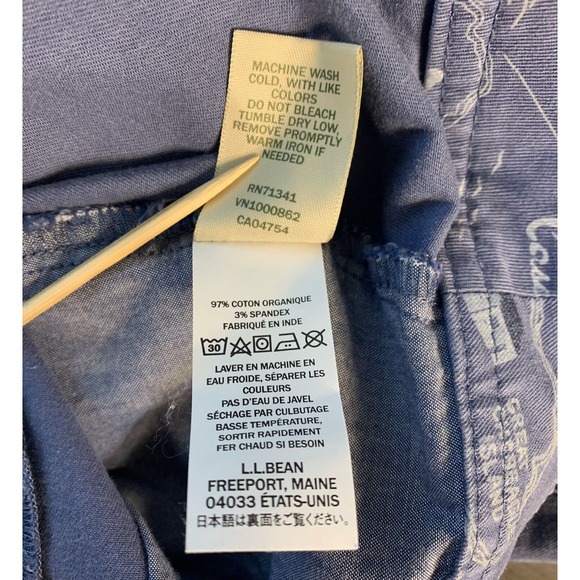 MACHINE WASH
COLD, WITH LIKE
COLORS
DO NOT BLEACH
TUMBLE DRY LOW,
REMOVE PROMPTLY
WARM IRON IF
NEEDED
RN71341
VN1000862
CA04754
97% COTON ORGANIQUE
3% SPANDEX
FABRIQUÉ EN INDE
30
LAVER EN MACHINE EN
EAU FROIDE, SÉPARER LES
COULEURS
PAS D'EAU DE JAVEL
SÉCHAGE PAR CULBUTAGE
BASSE TEMPÉRATURE,
SORTIR RAPIDEMENT
FER CHAUD SI BESOIN
L.L.BEAN
FREEPORT, MAINE
04033 ÉTATS-UNIS
日本語は裏面をご覧ください。